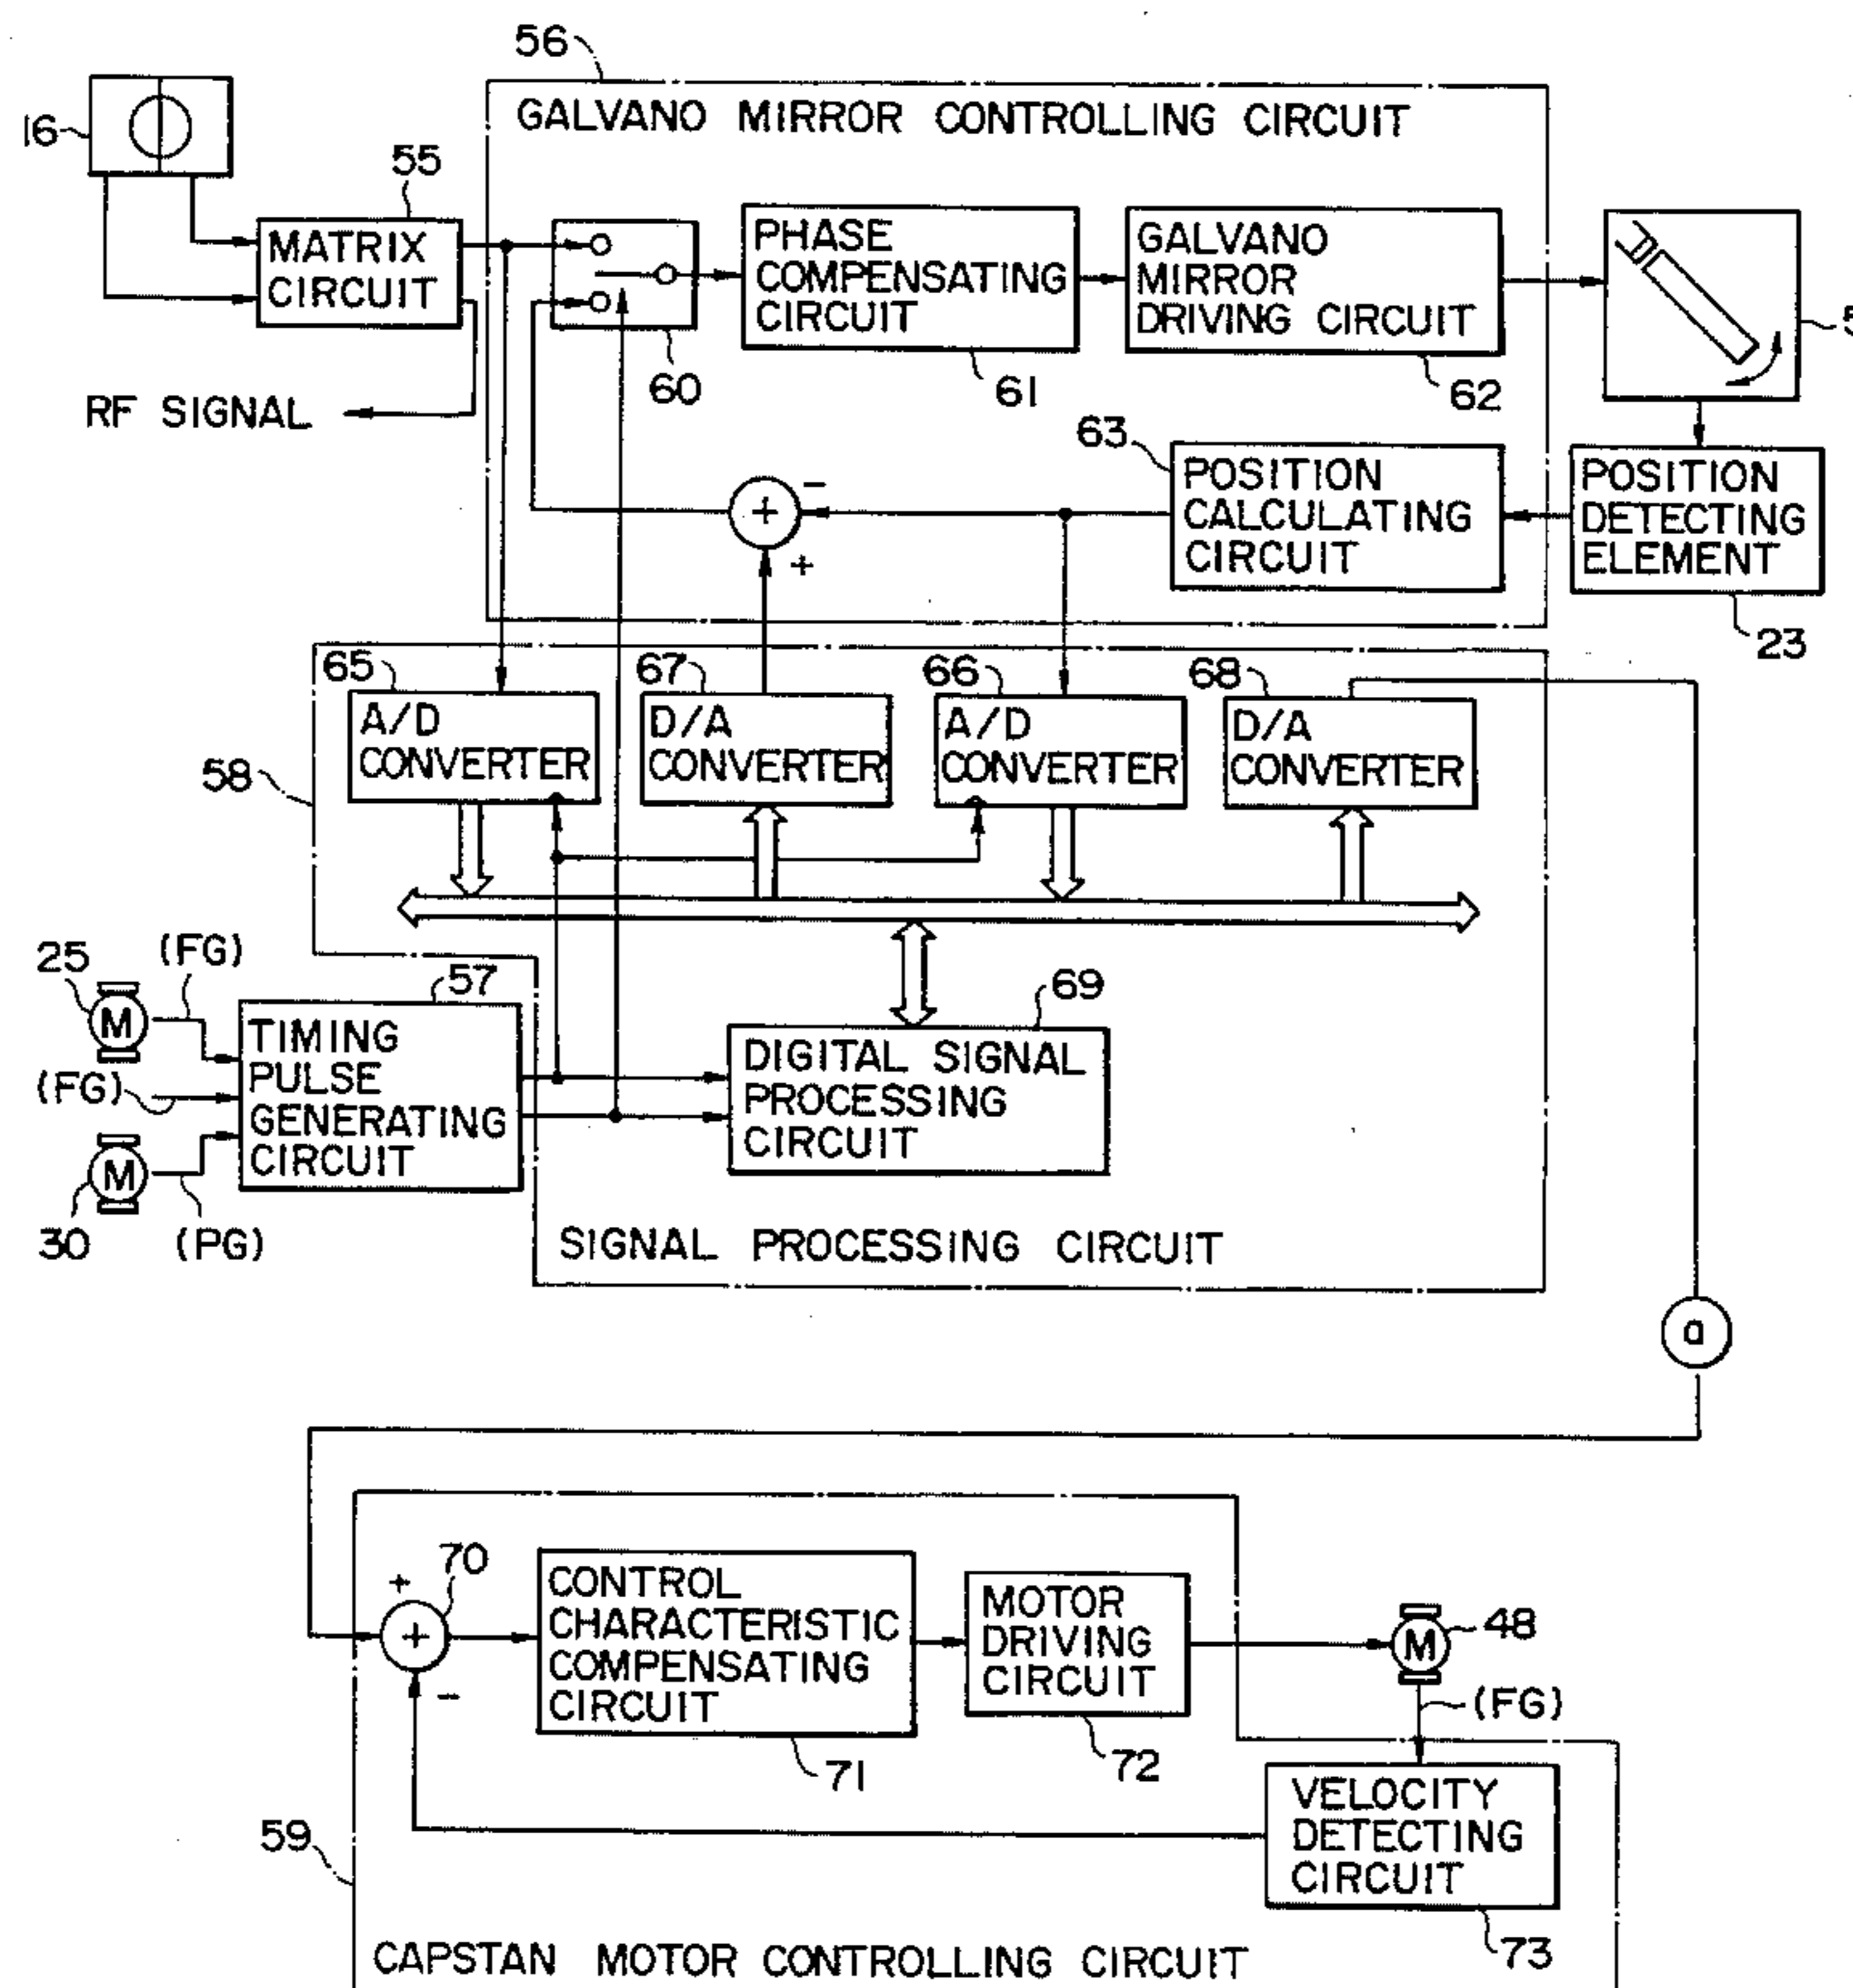 56
GALVANO MIRROR CONTROLLING CIRCUIT
16
55
MATRIX
CIRCUIT
PHASE
COMPENSATING
CIRCUIT
GALVANO
MIRROR
DRIVING CIRCUIT
5
60
61
62
RF SIGNAL
63
POSITION
CALCULATING
CIRCUIT
POSITION
DETECTING
ELEMENT
+
-
+
23
65
67
66
68
A/D
CONVERTER
D/A
CONVERTER
A/D
CONVERTER
D/A
CONVERTER
58
25
(FG)
57
69
M
TIMING
PULSE
GENERATING
CIRCUIT
DIGITAL SIGNAL
PROCESSING
CIRCUIT
(FG)
M
30
(PG)
SIGNAL PROCESSING CIRCUIT
a
70
+
+
-
CONTROL
CHARACTERISTIC
COMPENSATING
CIRCUIT
MOTOR
DRIVING
CIRCUIT
M
48
(FG)
71
72
VELOCITY
DETECTING
CIRCUIT
59
73
CAPSTAN MOTOR CONTROLLING CIRCUIT